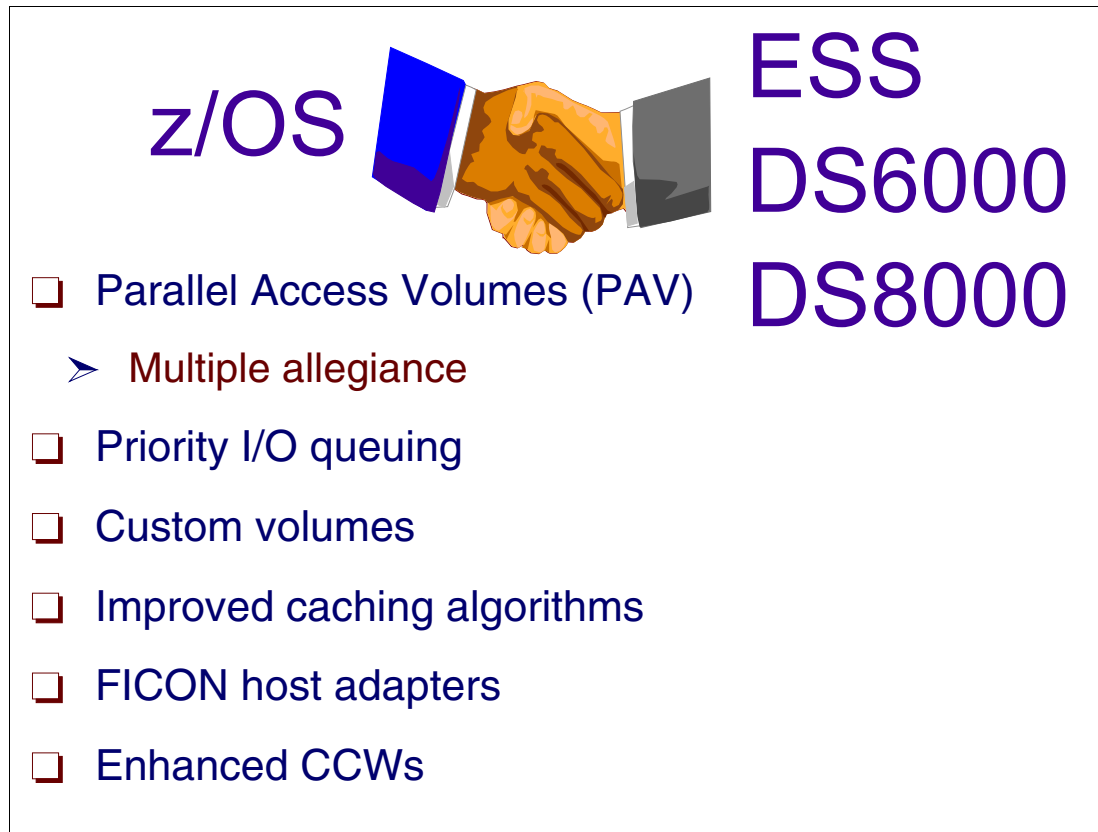 z/OS
ESS
DS6000
DS8000
Parallel Access Volumes (PAV)
Multiple allegiance
Priority I/O queuing
Custom volumes
Improved caching algorithms
FICON host adapters
Enhanced CCWs